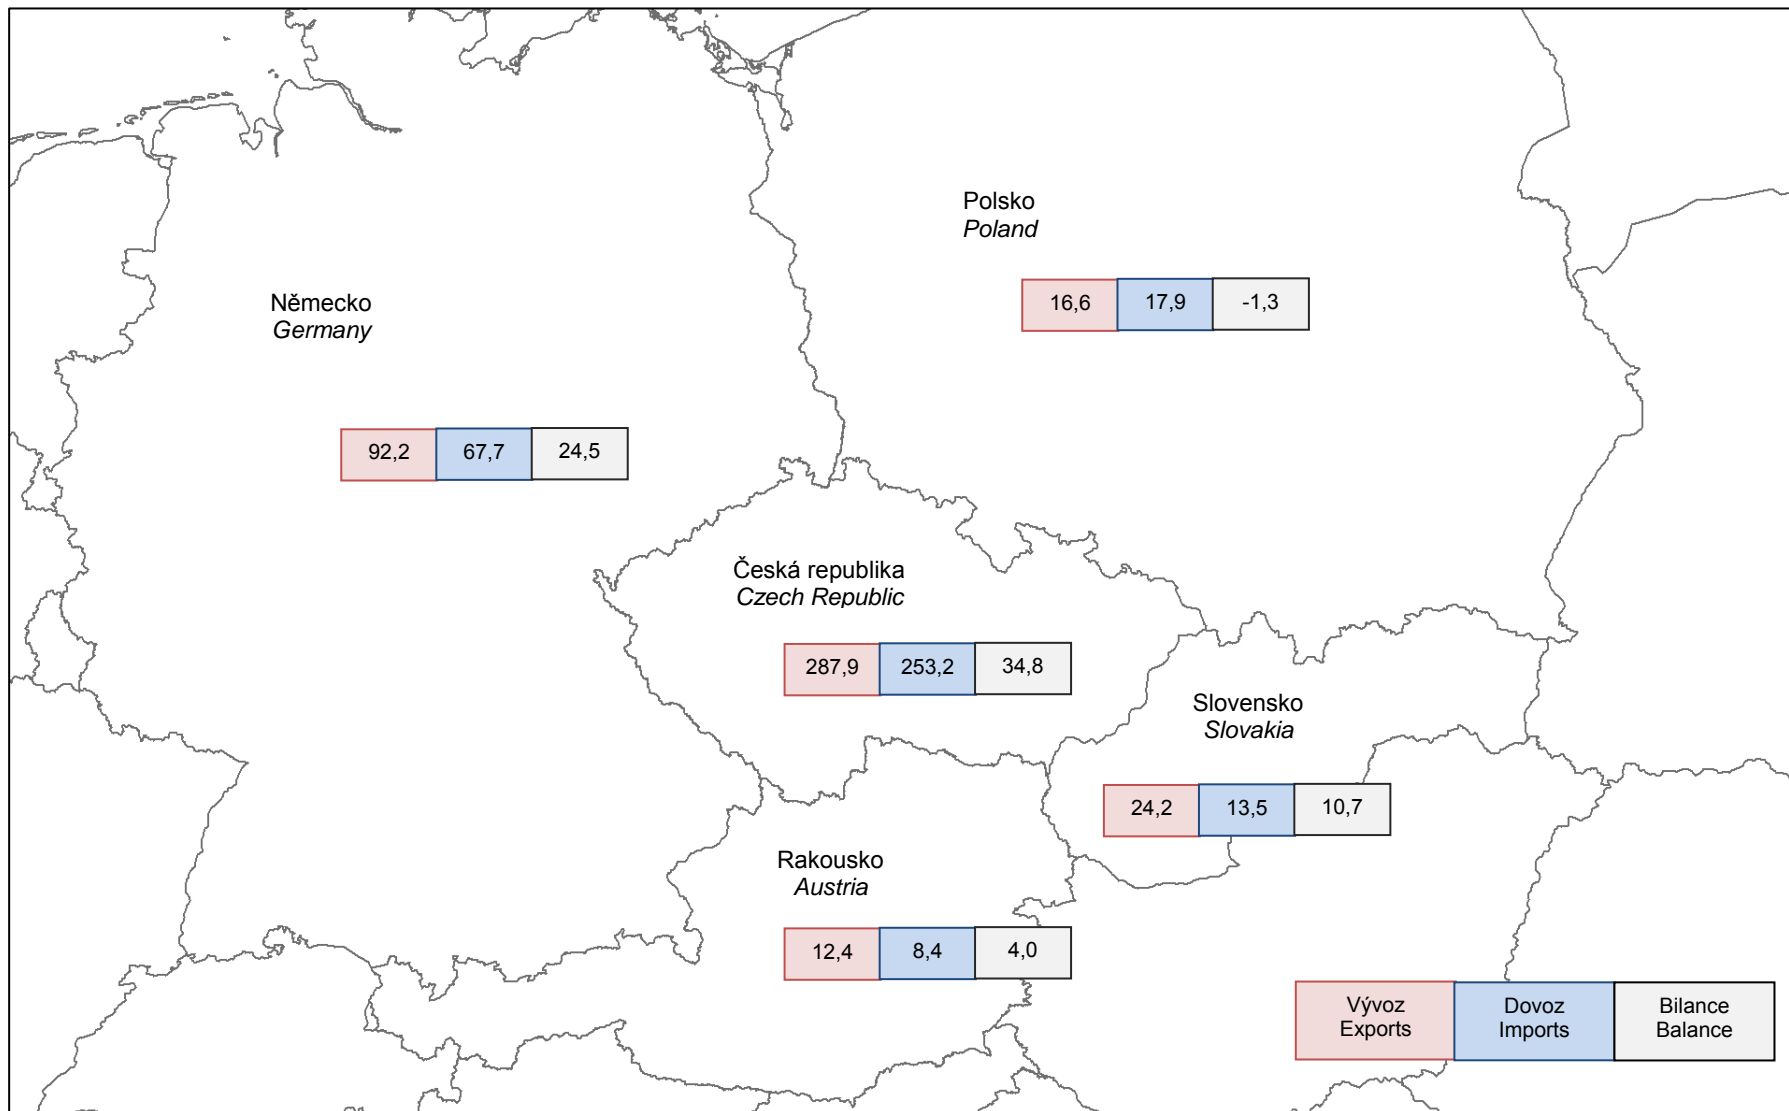 Polsko
Poland
16,6 17,9 -1,3
Německo
Germany
92,2 67,7 24,5
Česká republika
Czech Republic
287,9 253,2 34,8
Slovensko
Slovakia
24,2 13,5 10,7
Rakousko
Austria
12,4 8,4 4,0
Vývoz Dovoz Bilance
Exports Imports Balance